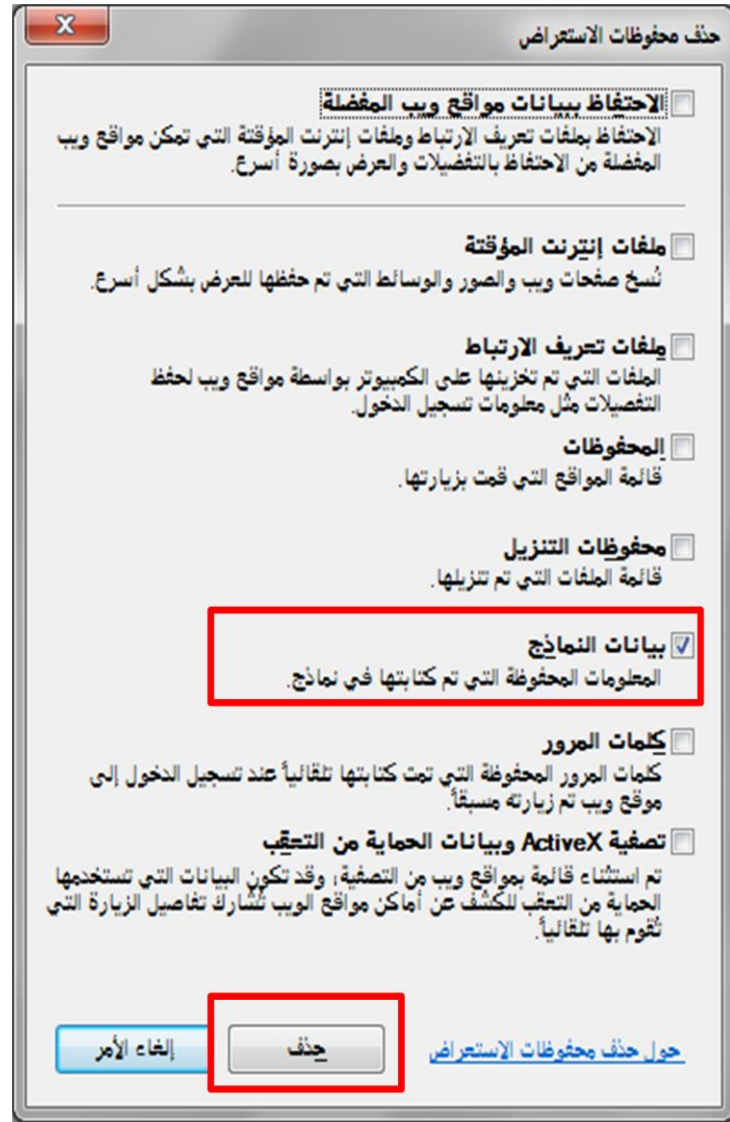 حذف محفوظات الاستعراض
الاحتفاظ ببيانات مواقع ويب المفضلة
الاحتفاظ بملفات تعريف الارتباط وملفات إنترنت المؤقتة التي تمكن مواقع ويب
المفضلة من الاحتفاظ بالتفضيلات والعرض بصورة أسرع.
ملفات إنترنت المؤقتة
نُسخ صفحات ويب والصور والوسائط التي تم حفظها للعرض بشكل أسرع.
ملفات تعريف الارتباط
الملفات التي تم تخزينها على الكمبيوتر بواسطة مواقع ويب لحفظ
التفصيلات مثل معلومات تسجيل الدخول.
المحفوظات
قائمة المواقع التي قمت بزيارتها.
محفوظات التنزيل
قائمة الملفات التي تم تنزيلها.
بيانات النماذج
المعلومات المحفوظة التي تم كتابتها في نماذج.
كلمات المرور
كلمات المرور المحفوظة التي تمت كتابتها تلقائياً عند تسجيل الدخول إلى
موقع ويب تم زيارته مسبقاً.
تصفية ActiveX وبيانات الحماية من التعقب
تم استثناء قائمة بمواقع ويب من التصفية، وقد تكون البيانات التي تستخدمها
الحماية من التعقب للكشف عن أماكن مواقع الويب تُشارك تفاصيل الزيارة التي
تُقوم بها تلقائياً.
حول حذف محفوظات الاستعراض
حذف
إلغاء الأمر